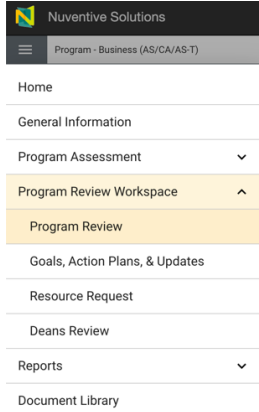 Nuventive Solutions
Program - Business (AS/CA/AS-T)
Home
General Information
Program Assessment
Program Review Workspace
Program Review
Goals, Action Plans, & Updates
Resource Request
Deans Review
Reports
Document Library